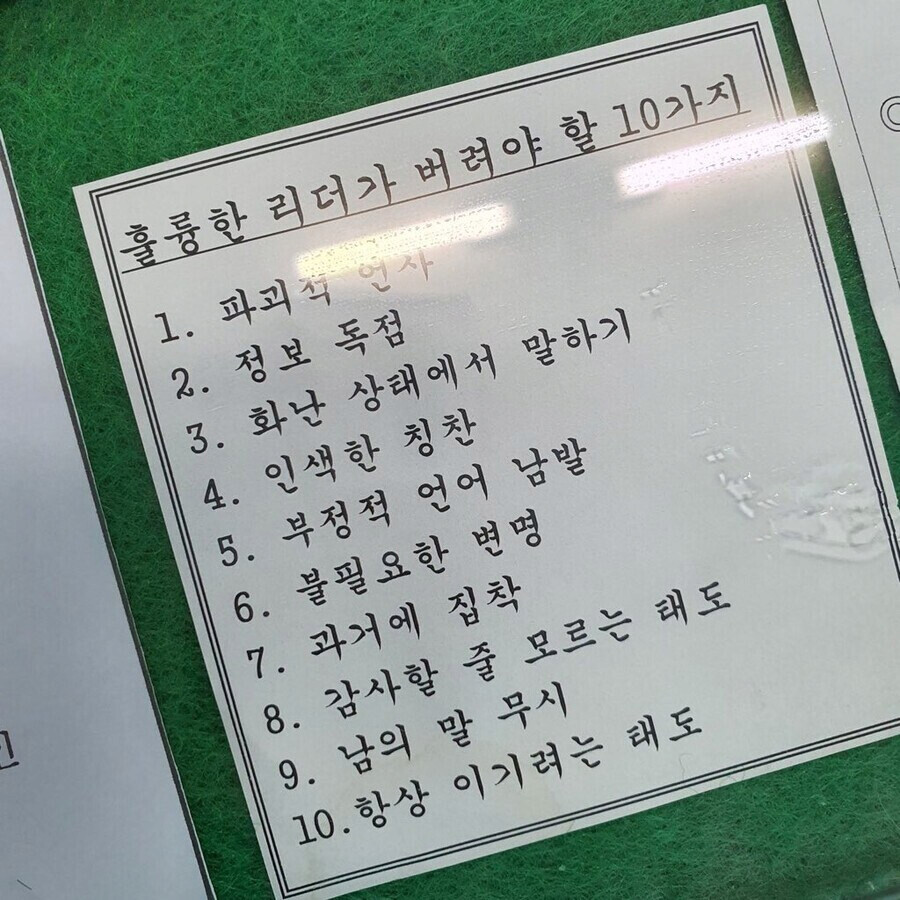 훌륭한 리더가 버려야 할 10가지
1. 파괴적 언사
2. 정보 독점
3. 화난 상태에서 말하기
4. 인색한 칭찬
5. 부정적 언어 남발
6. 불필요한 변명
7. 과거에 집착
8. 감사할 줄 모르는 태도
9. 남의 말 무시
10.항상 이기려는 태도